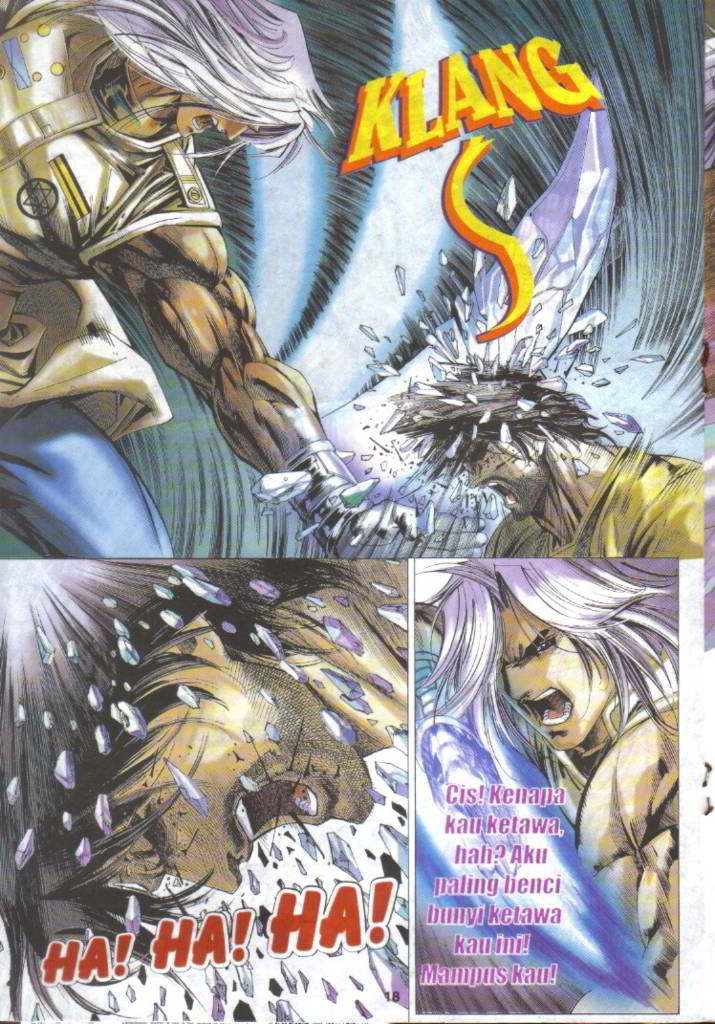 KLANG
HA! HA! HA!
Cis! Kenapa
kau ketawa,
hah? Aku
paling benci
bunyi ketawa
kau ini!
Mampus kau!
18